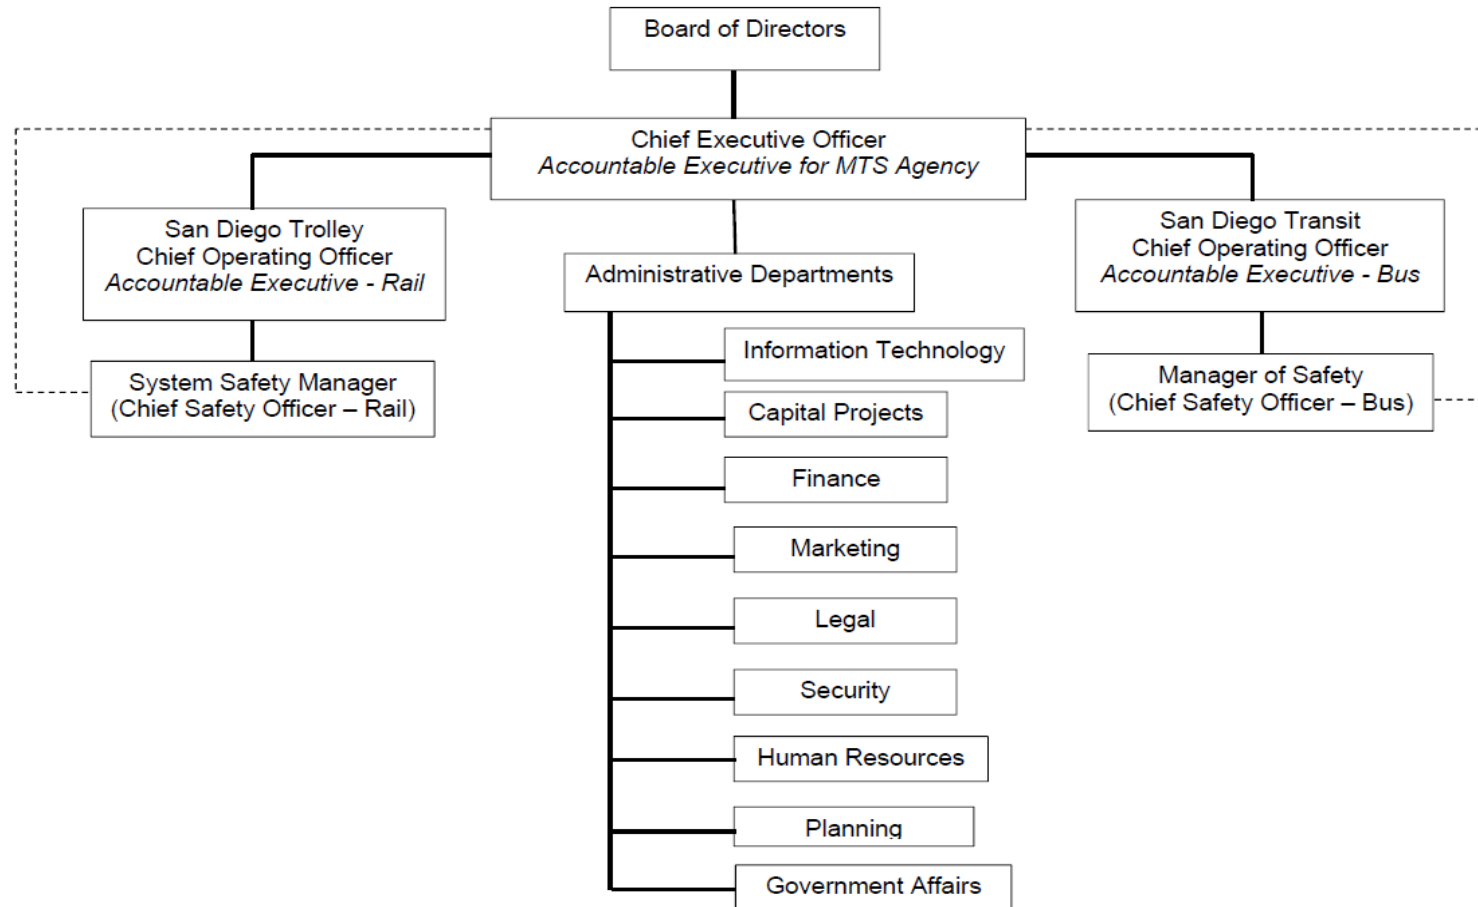 Board of Directors
Chief Executive Officer
Accountable Executive for MTS Agency
San Diego Trolley
Chief Operating Officer
Accountable Executive - Rail
System Safety Manager
(Chief Safety Officer – Rail)
Administrative Departments
Information Technology
Capital Projects
Finance
Marketing
Legal
Security
Human Resources
Planning
Government Affairs
San Diego Transit
Chief Operating Officer
Accountable Executive - Bus
Manager of Safety
(Chief Safety Officer – Bus)